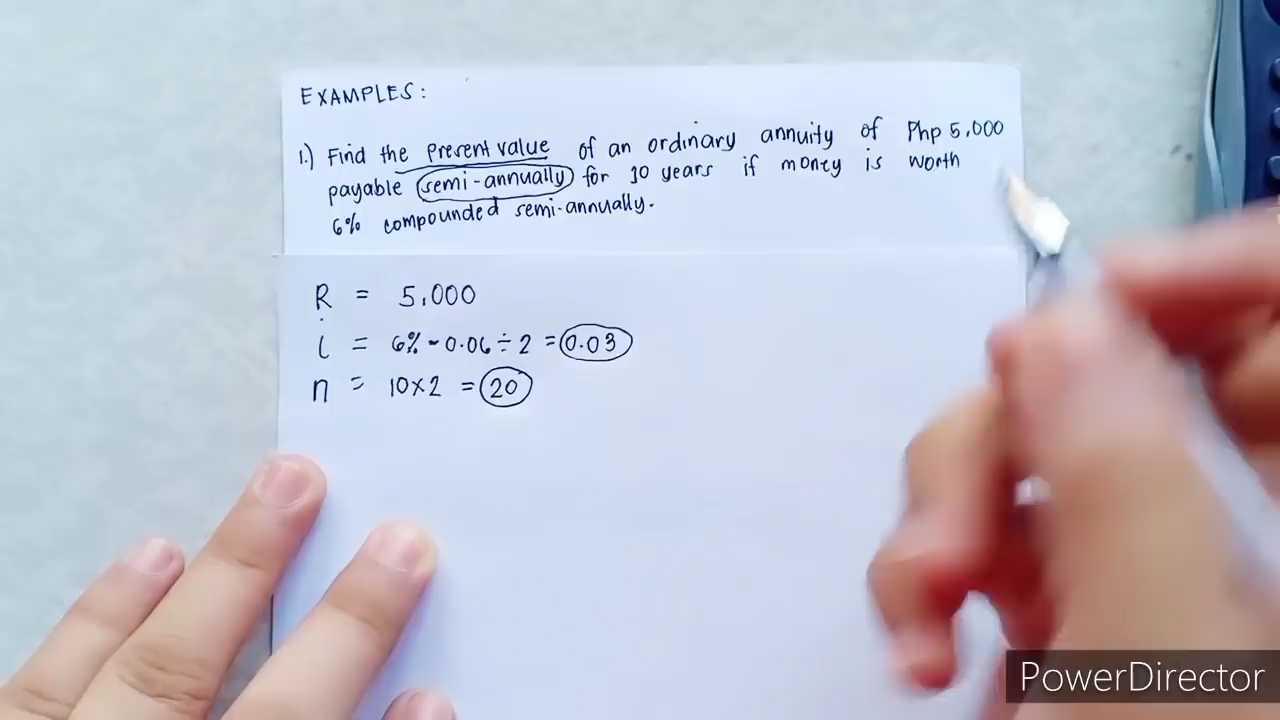 EXAMPLES:
1.) Find the present value of an ordinary annuity of Php 5,000
payable semi-annually for 10 years if money is worth
6% compounded semi-annually.
R = 5,000
i = 6% - 0.06 ÷ 2 = 0.03
n = 10 x 2 = 20
PowerDirector